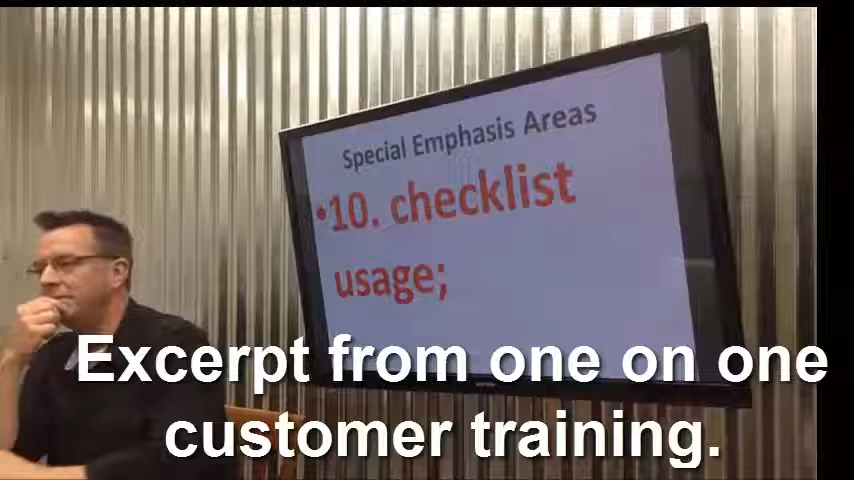 Special Emphasis Areas
•10. checklist
usage;
Excerpt from one on one
customer training.